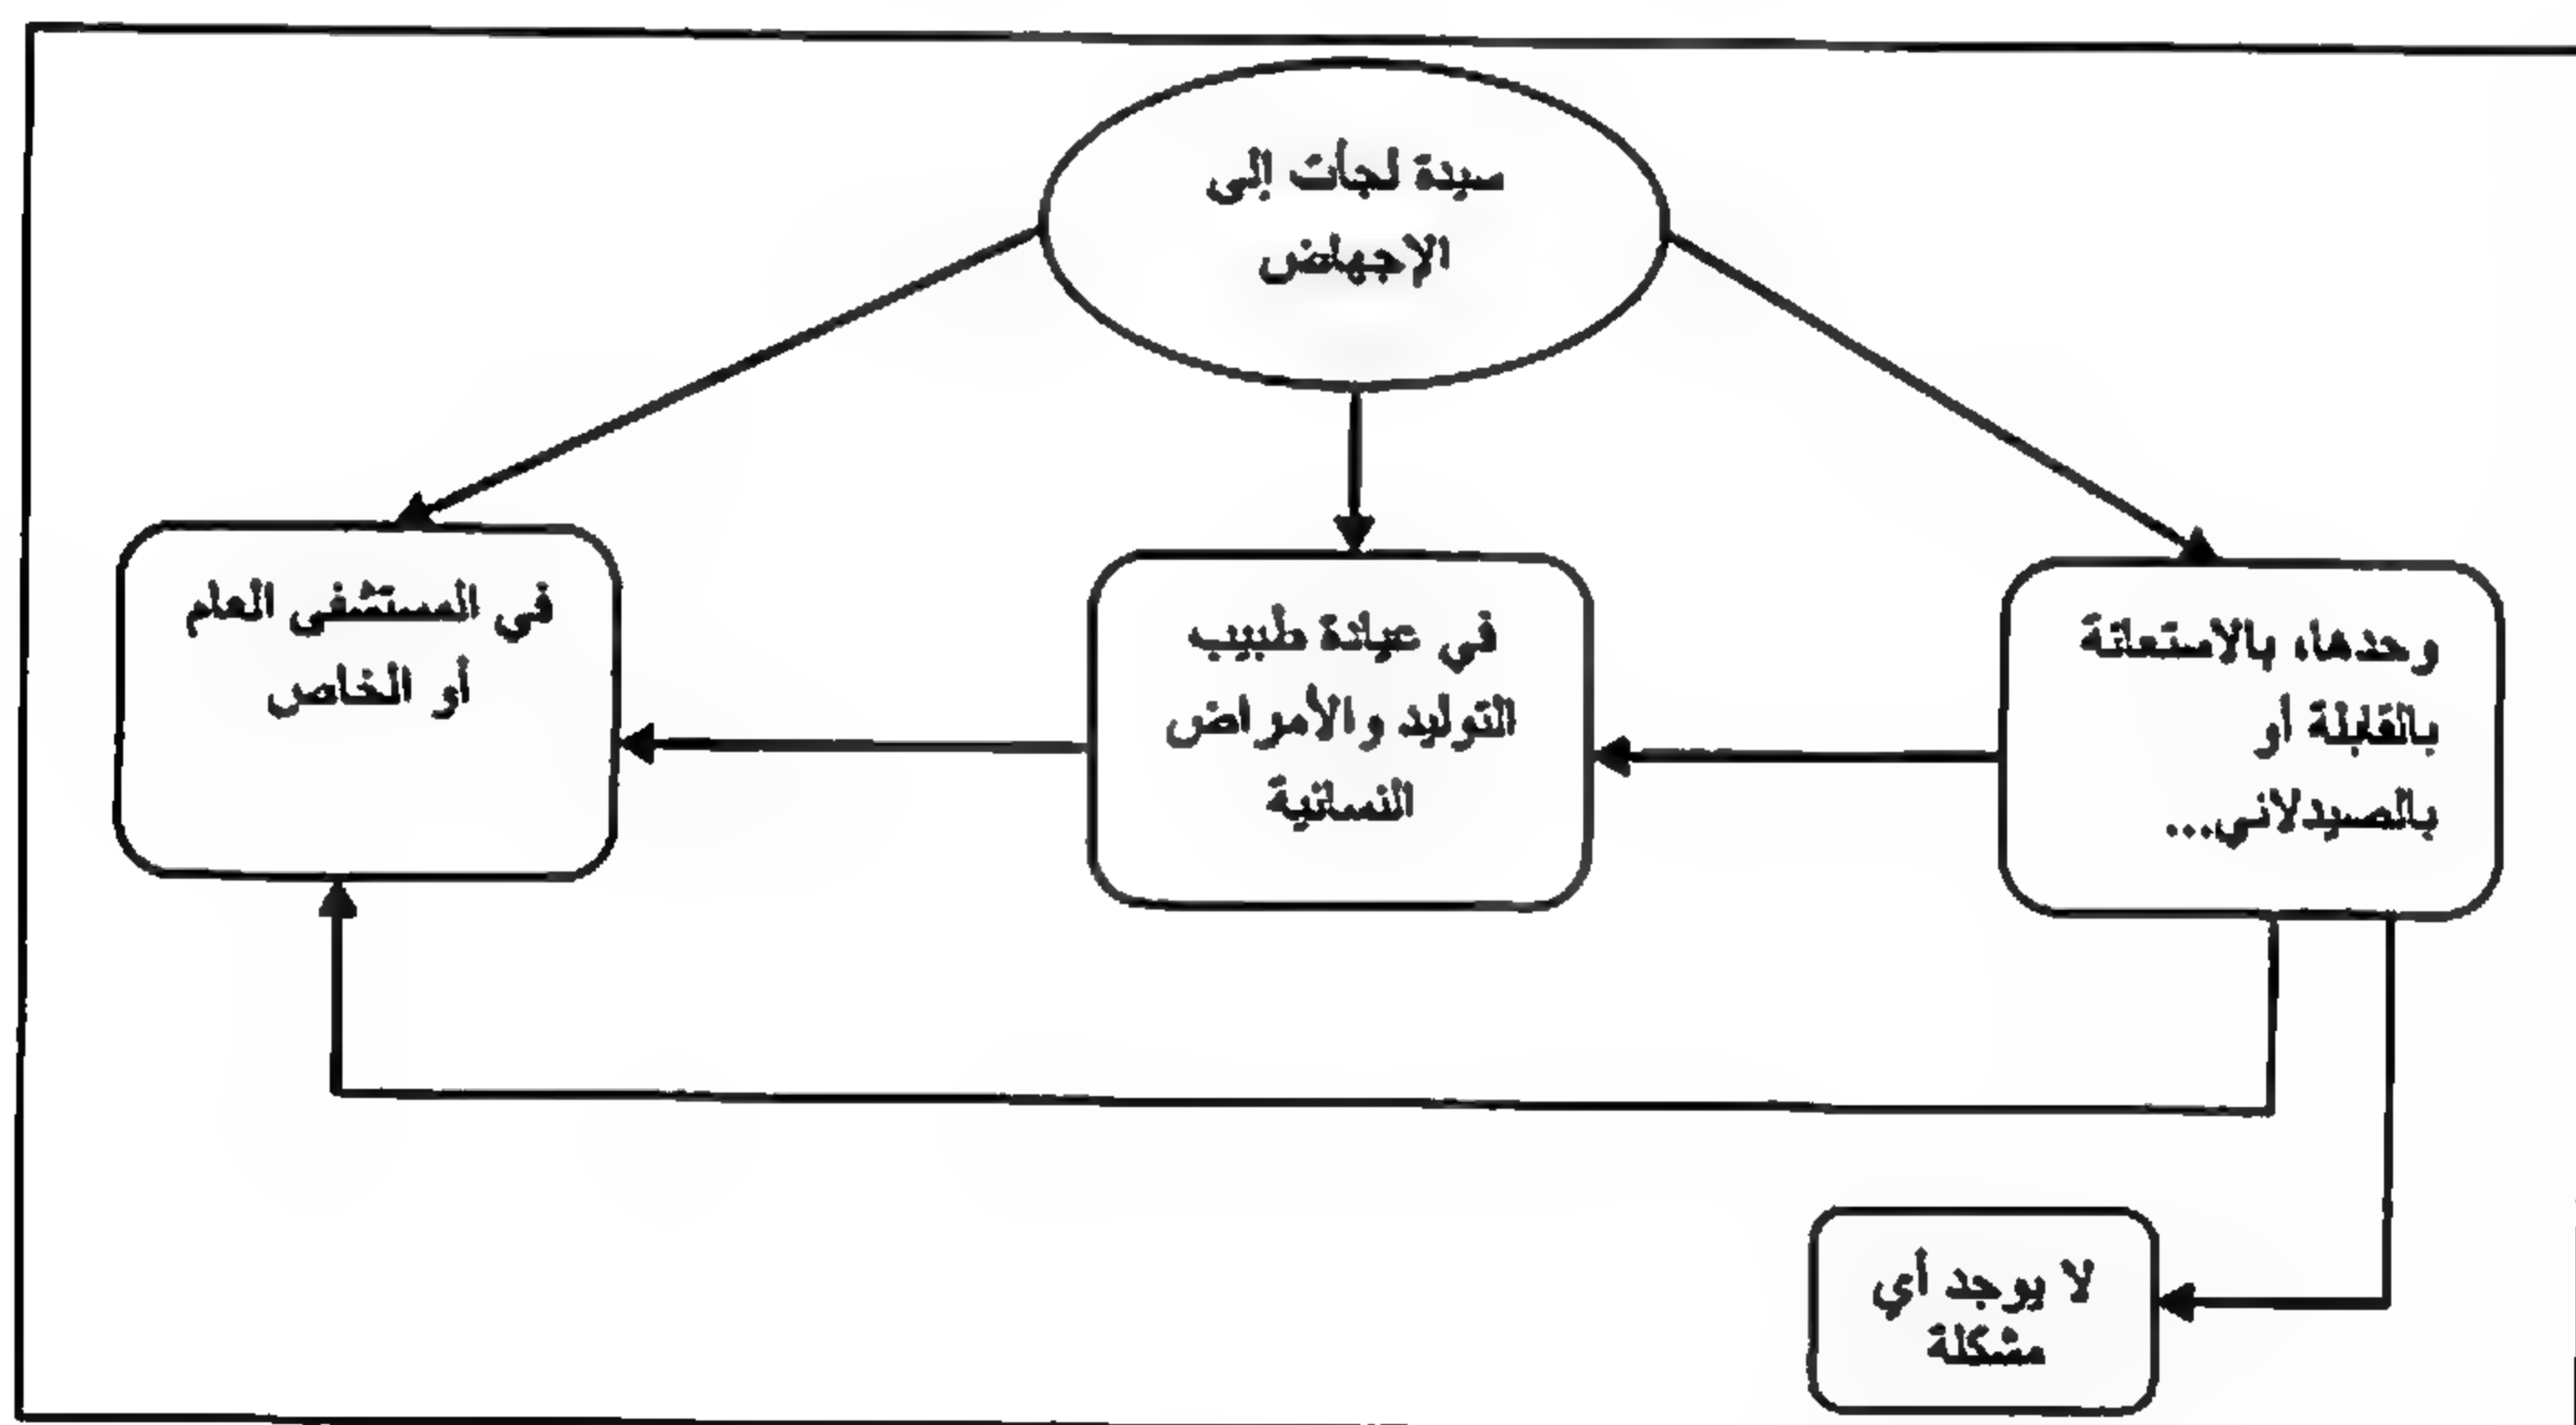 سيدة لجأت إلى
الإجهاض
وحدها، بالاستعانة
بالقابلة أو
بالصيدلاني...
في عيادة طبيب
التوليد والأمراض
النسائية
في المستشفى العام
أو الخاص
لا يوجد أي
مشكلة